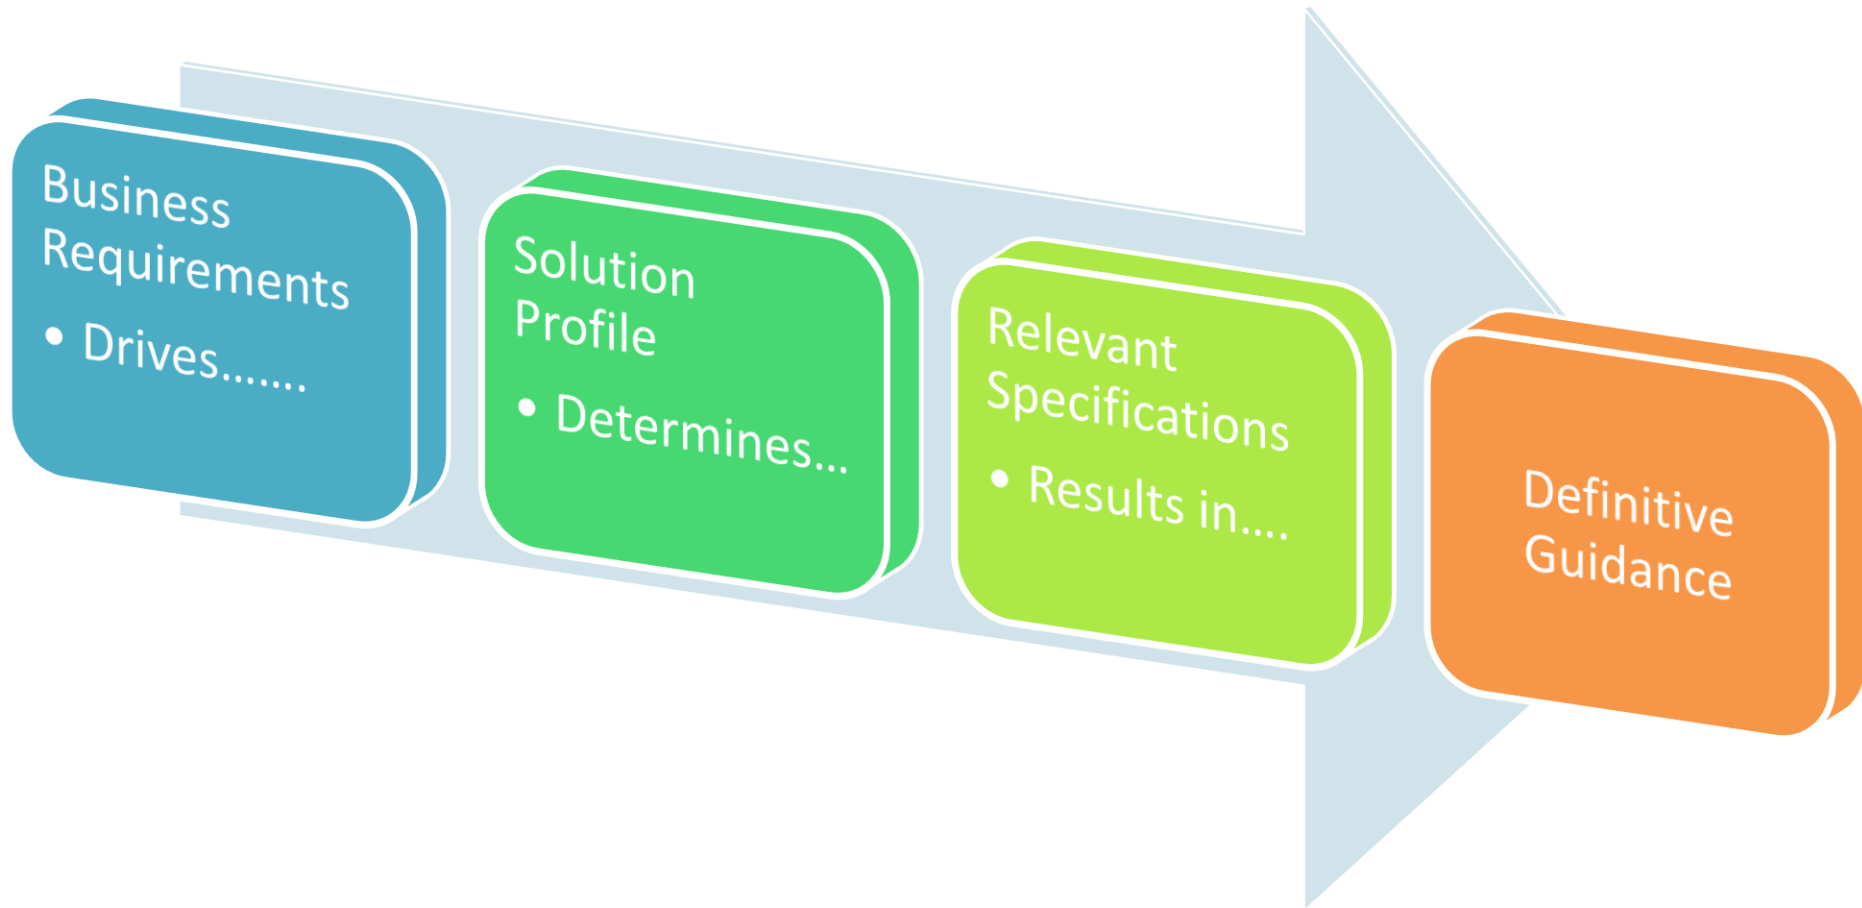 Business
Requirements
• Drives.......
Solution
Profile
• Determines...
Relevant
Specifications
• Results in....
Definitive
Guidance